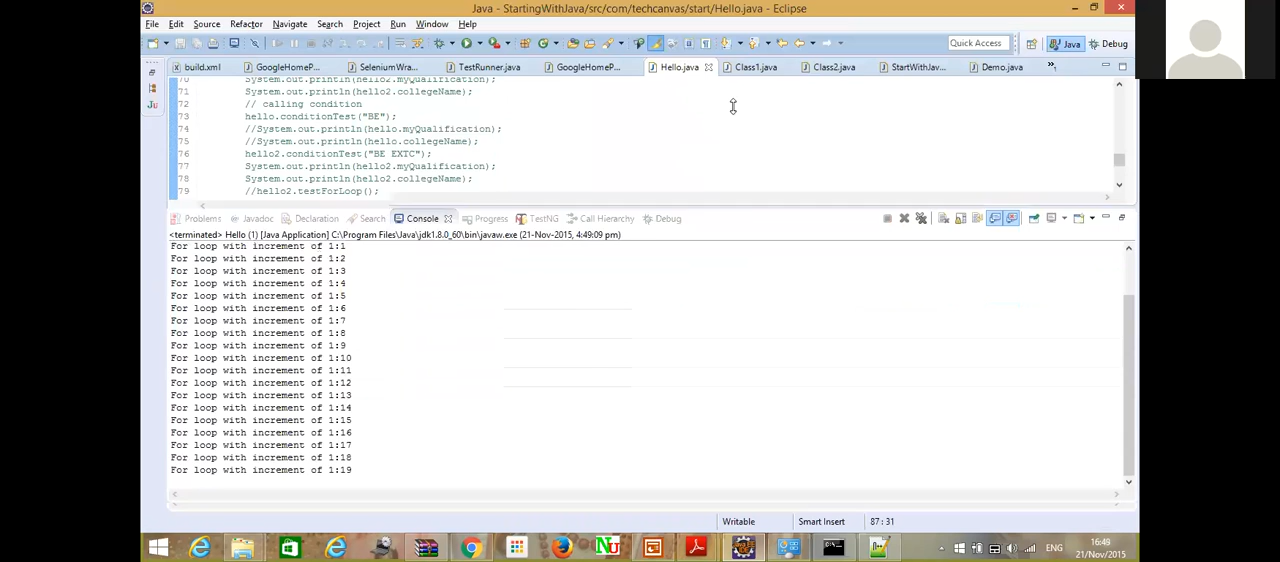 Java - StartingWithJava/src/com/techcanvas/start/Hello.java - Eclipse
File Edit Source Refactor Navigate Search Project Run Window Help
Quick Access Java Debug
build.xml GoogleHomeP... SeleniumWra... TestRunner.java GoogleHomeP... Hello.java Class1.java Class2.java StartWithJav... Demo.java
70 System.out.println(hello2.myQualification);
71 System.out.println(hello2.collegeName);
72 // calling condition
73 hello.conditionTest("BE");
74 //System.out.println(hello.myQualification);
75 //System.out.println(hello.collegeName);
76 hello2.conditionTest("BE EXTC");
77 System.out.println(hello2.myQualification);
78 System.out.println(hello2.collegeName);
79 //hello2.testForLoop();
Problems Javadoc Declaration Search Console Progress TestNG Call Hierarchy Debug
<terminated> Hello (1) [Java Application] C:\Program Files\Java\jdk1.8.0_60\bin\javaw.exe (21-Nov-2015, 4:49:09 pm)
For loop with increment of 1:1
For loop with increment of 1:2
For loop with increment of 1:3
For loop with increment of 1:4
For loop with increment of 1:5
For loop with increment of 1:6
For loop with increment of 1:7
For loop with increment of 1:8
For loop with increment of 1:9
For loop with increment of 1:10
For loop with increment of 1:11
For loop with increment of 1:12
For loop with increment of 1:13
For loop with increment of 1:14
For loop with increment of 1:15
For loop with increment of 1:16
For loop with increment of 1:17
For loop with increment of 1:18
For loop with increment of 1:19
Writable Smart Insert 87 : 31
ENG 16:49
21/Nov/2015